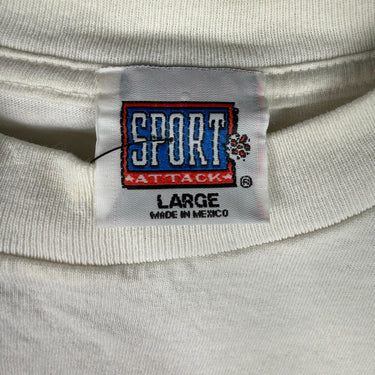 SPORT
ATTACK ®
LARGE
MADE IN MEXICO